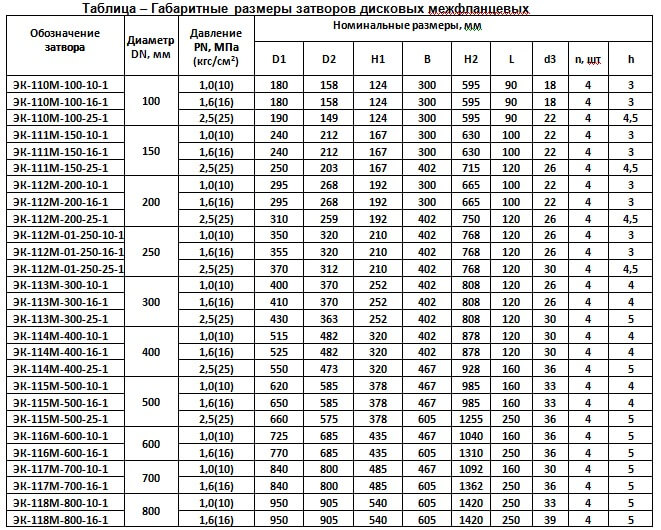 Таблица – Габаритные размеры затворов дисковых межфланцевых
Обозначение затвора Диаметр DN, мм Давление PN, МПа (кгс/см²) Номинальные размеры, мм
D1 D2 H1 B H2 L d3 n, шт h
ЭК-110М-100-10-1 100 1,0(10) 180 158 124 300 595 90 18 4 3
ЭК-110М-100-16-1 1,6(16) 180 158 124 300 595 90 18 4 3
ЭК-110М-100-25-1 2,5(25) 190 149 124 300 595 90 22 4 4,5
ЭК-111М-150-10-1 150 1,0(10) 240 212 167 300 630 100 22 4 3
ЭК-111М-150-16-1 1,6(16) 240 212 167 300 630 100 22 4 3
ЭК-111М-150-25-1 2,5(25) 250 203 167 402 715 120 26 4 4,5
ЭК-112М-200-10-1 200 1,0(10) 295 268 192 300 665 100 22 4 3
ЭК-112М-200-16-1 1,6(16) 295 268 192 300 665 100 22 4 3
ЭК-112М-200-25-1 2,5(25) 310 259 192 402 750 120 26 4 4,5
ЭК-112М-01-250-10-1 250 1,0(10) 350 320 210 402 768 120 26 4 3
ЭК-112М-01-250-16-1 1,6(16) 355 320 210 402 768 120 26 4 3
ЭК-112М-01-250-25-1 2,5(25) 370 312 210 402 768 120 30 4 4,5
ЭК-113М-300-10-1 300 1,0(10) 400 370 252 402 808 120 26 4 4
ЭК-113М-300-16-1 1,6(16) 410 370 252 402 808 120 26 4 4
ЭК-113М-300-25-1 2,5(25) 430 363 252 402 808 120 30 4 5
ЭК-114М-400-10-1 400 1,0(10) 515 482 320 402 878 120 30 4 4
ЭК-114М-400-16-1 1,6(16) 525 482 320 402 878 120 30 4 4
ЭК-114М-400-25-1 2,5(25) 550 473 320 467 928 160 36 4 5
ЭК-115М-500-10-1 500 1,0(10) 620 585 378 467 985 160 33 4 4
ЭК-115М-500-16-1 1,6(16) 650 585 378 467 985 160 33 4 4
ЭК-115М-500-25-1 2,5(25) 660 575 378 605 1255 250 36 4 5
ЭК-116М-600-10-1 600 1,0(10) 725 685 435 467 1040 160 36 4 5
ЭК-116М-600-16-1 1,6(16) 770 685 435 605 1310 250 36 4 5
ЭК-117М-700-10-1 700 1,0(10) 840 800 485 467 1092 160 30 4 5
ЭК-117М-700-16-1 1,6(16) 840 800 485 605 1362 250 36 4 5
ЭК-118М-800-10-1 800 1,0(10) 950 905 540 605 1420 250 33 4 5
ЭК-118М-800-16-1 1,6(16) 950 905 540 605 1420 250 39 4 5